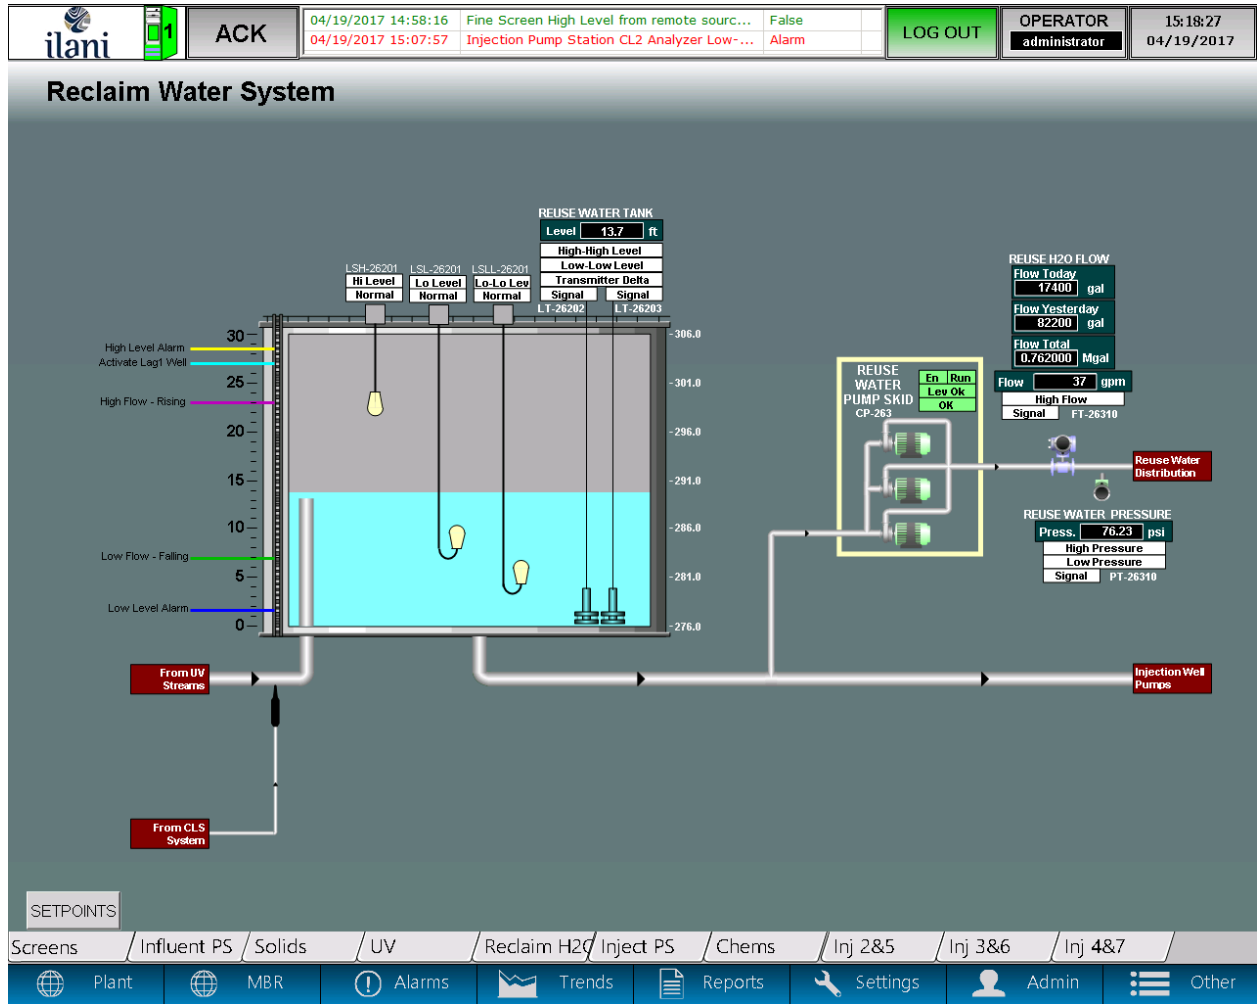 ilani
1
ACK
04/19/2017 14:58:16 Fine Screen High Level from remote sourc... False
04/19/2017 15:07:57 Injection Pump Station CL2 Analyzer Low-... Alarm
LOG OUT
OPERATOR
administrator
15:18:27
04/19/2017
Reclaim Water System
REUSE WATER TANK
Level 13.7 ft
High-High Level
Low-Low Level
Transmitter Delta
Signal Signal
LT-26202 LT-26203
LSH-26201 LSL-26201 LSLL-26201
Hi Level Lo Level Lo-Lo Lev
Normal Normal Normal
REUSE H2O FLOW
Flow Today
17400 gal
Flow Yesterday
82200 gal
Flow Total
0.762000 Mgal
Flow 37 gpm
High Flow
Signal FT-26310
30
25
20
15
10
5
0
-306.0
-301.0
-296.0
-291.0
-286.0
-281.0
-276.0
High Level Alarm
Activate Lag1 Well
High Flow - Rising
Low Flow - Falling
Low Level Alarm
REUSE
WATER
PUMP SKID
CP-263
En Run
Lev Ok
OK
Reuse Water
Distribution
REUSE WATER PRESSURE
Press. 76.23 psi
High Pressure
Low Pressure
Signal PT-26310
From UV
Streams
Injection Well
Pumps
From CLS
System
SETPOINTS
Screens Influent PS Solids UV Reclaim H2O Inject PS Chems Inj 2&5 Inj 3&6 Inj 4&7
Plant MBR Alarms Trends Reports Settings Admin Other